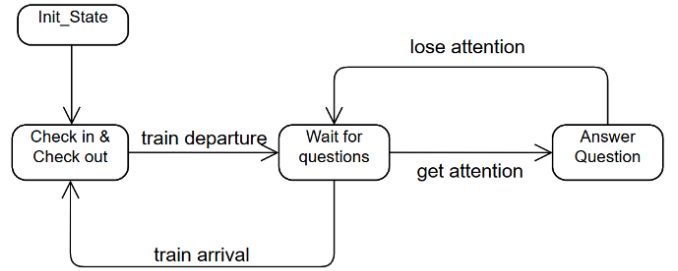 Init_State
lose attention
Check in &
Check out
train departure
Wait for
questions
get attention
Answer
Question
train arrival